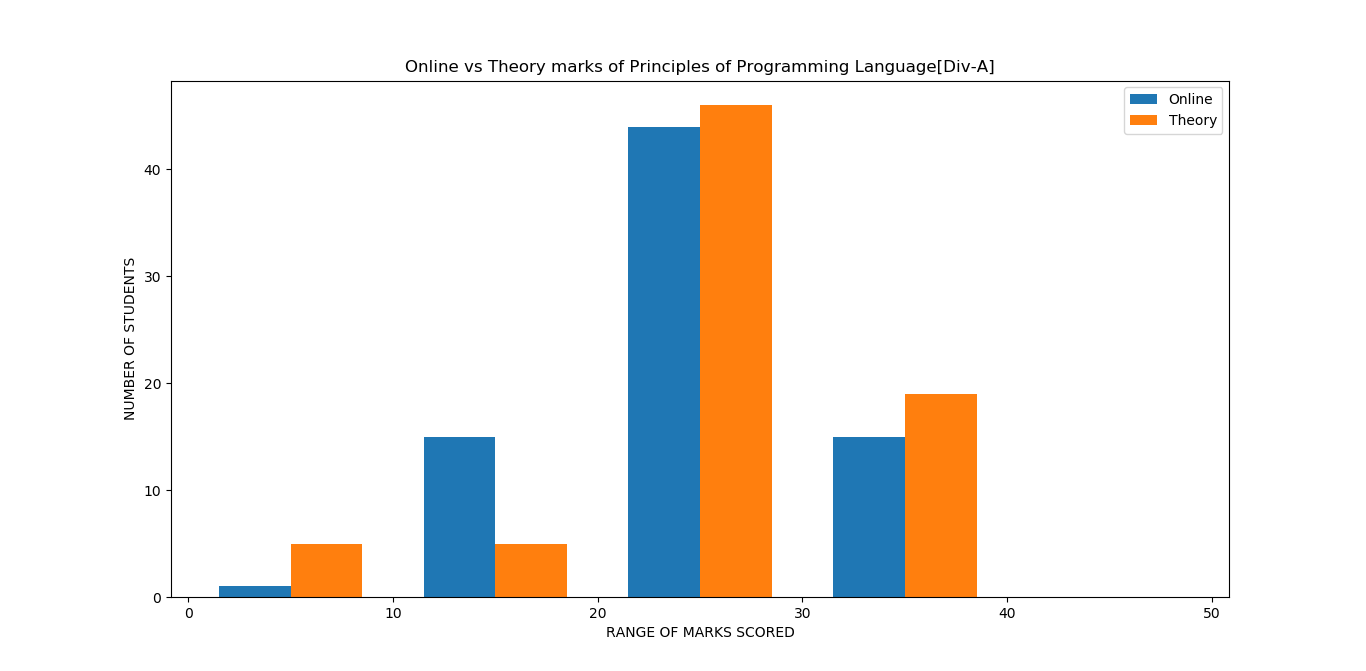 Online vs Theory marks of Principles of Programming Language[Div-A]
Online
Theory
NUMBER OF STUDENTS
40
30
20
10
0
0 10 20 30 40 50
RANGE OF MARKS SCORED